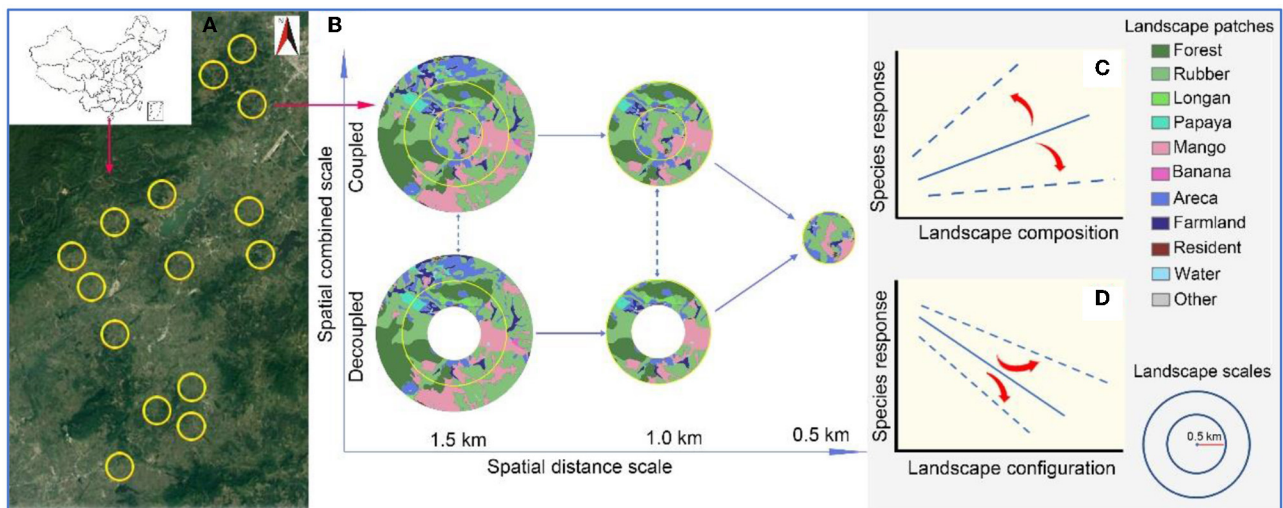 A
N
B
Spatial combined scale
Coupled
Decoupled
1.5 km
1.0 km
0.5 km
Spatial distance scale
C
Species response
Landscape composition
D
Species response
Landscape configuration
Landscape patches
Forest
Rubber
Longan
Papaya
Mango
Banana
Areca
Farmland
Resident
Water
Other
Landscape scales
0.5 km